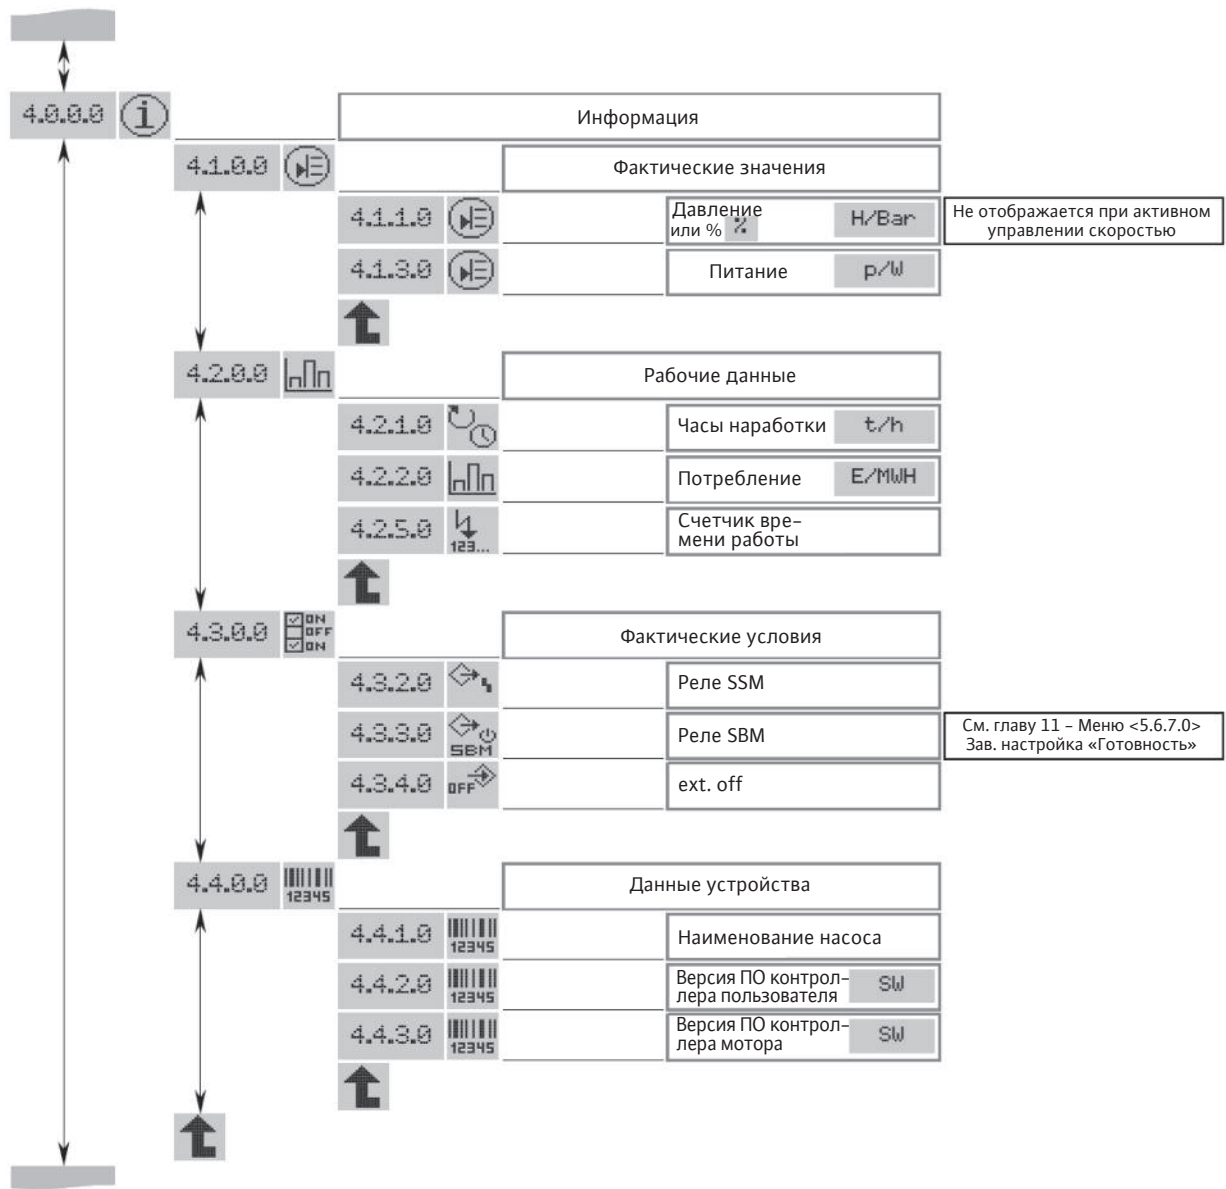 4.0.0.0 i Информация
4.1.0.0 Фактические значения
4.1.1.0 Давление H/Bar Не отображается при активном
или % % управлении скоростью
4.1.3.0 Питание p/W
4.2.0.0 Рабочие данные
4.2.1.0 Часы наработки t/h
4.2.2.0 Потребление E/MWH
4.2.5.0 123... Счетчик вре-
мени работы
4.3.0.0 ON
OFF
ON
Фактические условия
4.3.2.0 Реле SSM
4.3.3.0 SBM Реле SBM См. главу 11 – Меню <5.6.7.0>
Зав. настройка «Готовность»
4.3.4.0 OFF ext. off
4.4.0.0 12345 Данные устройства
4.4.1.0 12345 Наименование насоса
4.4.2.0 12345 Версия ПО контрол- SW
лера пользователя
4.4.3.0 12345 Версия ПО контрол- SW
лера мотора